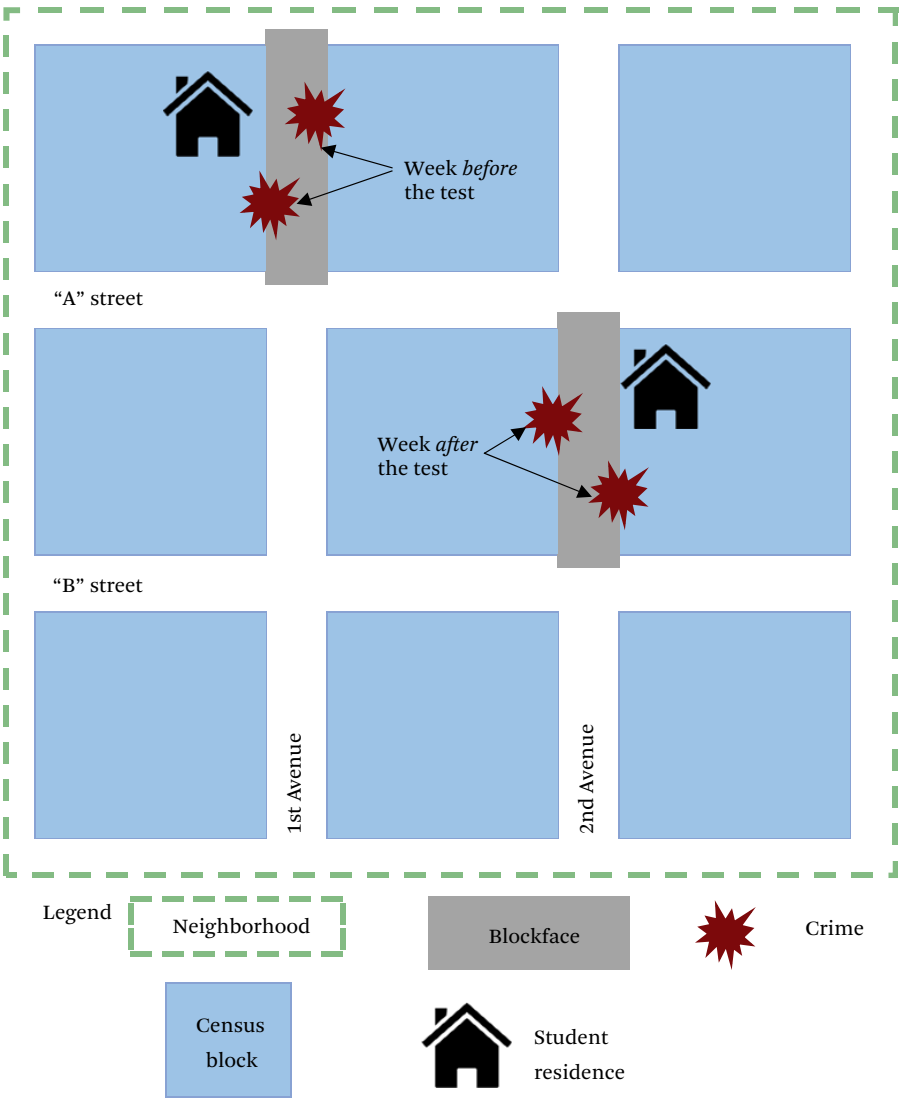 Week before
the test
“A” street
Week after
the test
“B” street
1st Avenue
2nd Avenue
Legend
Neighborhood
Blockface
Crime
Census
block
Student
residence